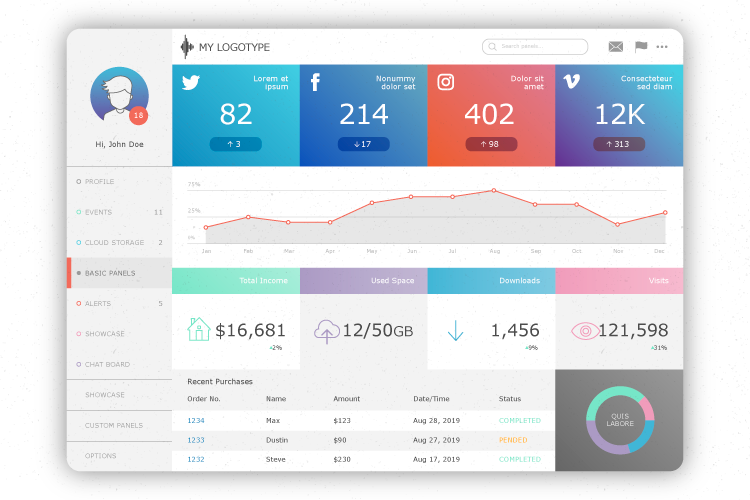 MY LOGOTYPE
Search panels...
18
Hi, John Doe
PROFILE
EVENTS 11
CLOUD STORAGE 2
BASIC PANELS
ALERTS 5
SHOWCASE
CHAT BOARD
SHOWCASE
CUSTOM PANELS
OPTIONS
Lorem et
ipsum
82
↑ 3
Nonummy
dolor set
214
↓ 17
Dolor sit
amet
402
↑ 98
Consecteteur
sed diam
12K
↑ 313
75%
25%
0%
Jan Feb Mar Apr May Jun Jul Aug Sep Oct Nov Dec
Total Income
$16,681
+2%
Used Space
12/50GB
Downloads
1,456
+9%
Visits
121,598
+31%
Recent Purchases
Order No. Name Amount Date/Time Status
1234 Max $123 Aug 28, 2019 COMPLETED
1233 Dustin $90 Aug 27, 2019 PENDED
1232 Steve $230 Aug 17, 2019 COMPLETED
QUIS
LABORE